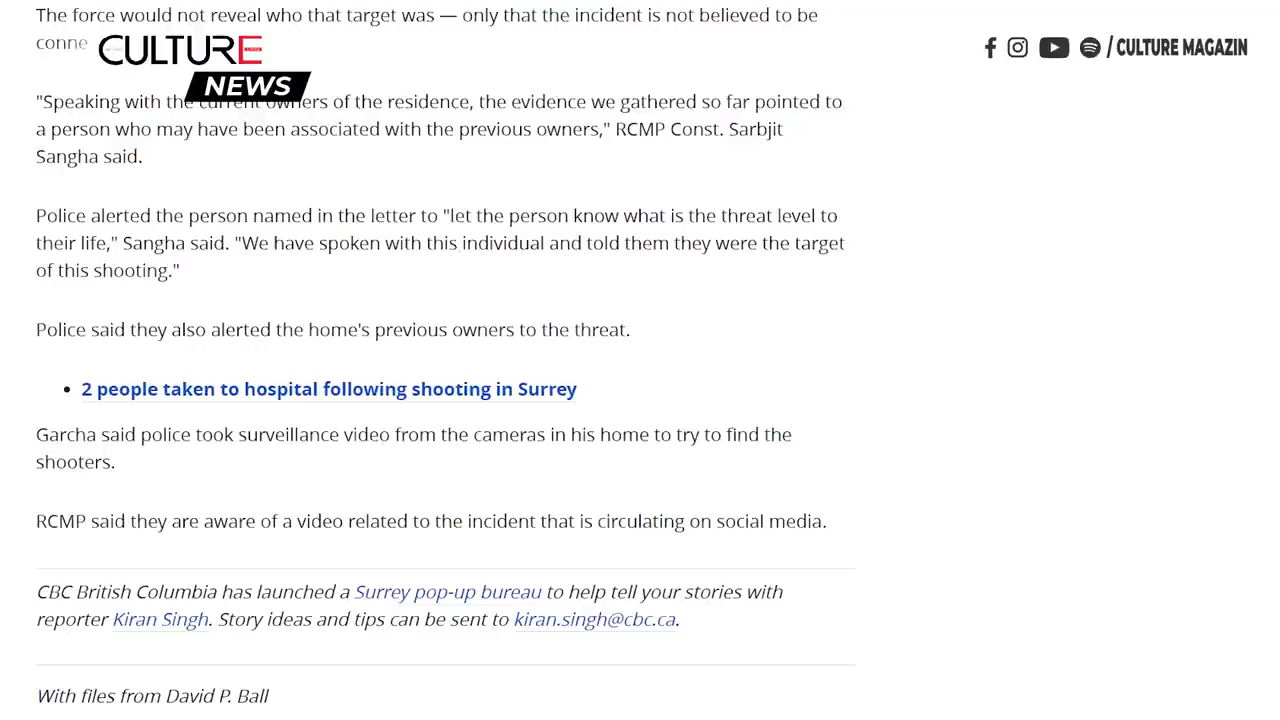 The force would not reveal who that target was — only that the incident is not believed to be
conne
CULTURE
NEWS
/ CULTURE MAGAZIN
"Speaking with the current owners of the residence, the evidence we gathered so far pointed to
a person who may have been associated with the previous owners," RCMP Const. Sarbjit
Sangha said.
Police alerted the person named in the letter to "let the person know what is the threat level to
their life," Sangha said. "We have spoken with this individual and told them they were the target
of this shooting."
Police said they also alerted the home's previous owners to the threat.
• 2 people taken to hospital following shooting in Surrey
Garcha said police took surveillance video from the cameras in his home to try to find the
shooters.
RCMP said they are aware of a video related to the incident that is circulating on social media.
CBC British Columbia has launched a Surrey pop-up bureau to help tell your stories with
reporter Kiran Singh. Story ideas and tips can be sent to kiran.singh@cbc.ca.
With files from David P. Ball